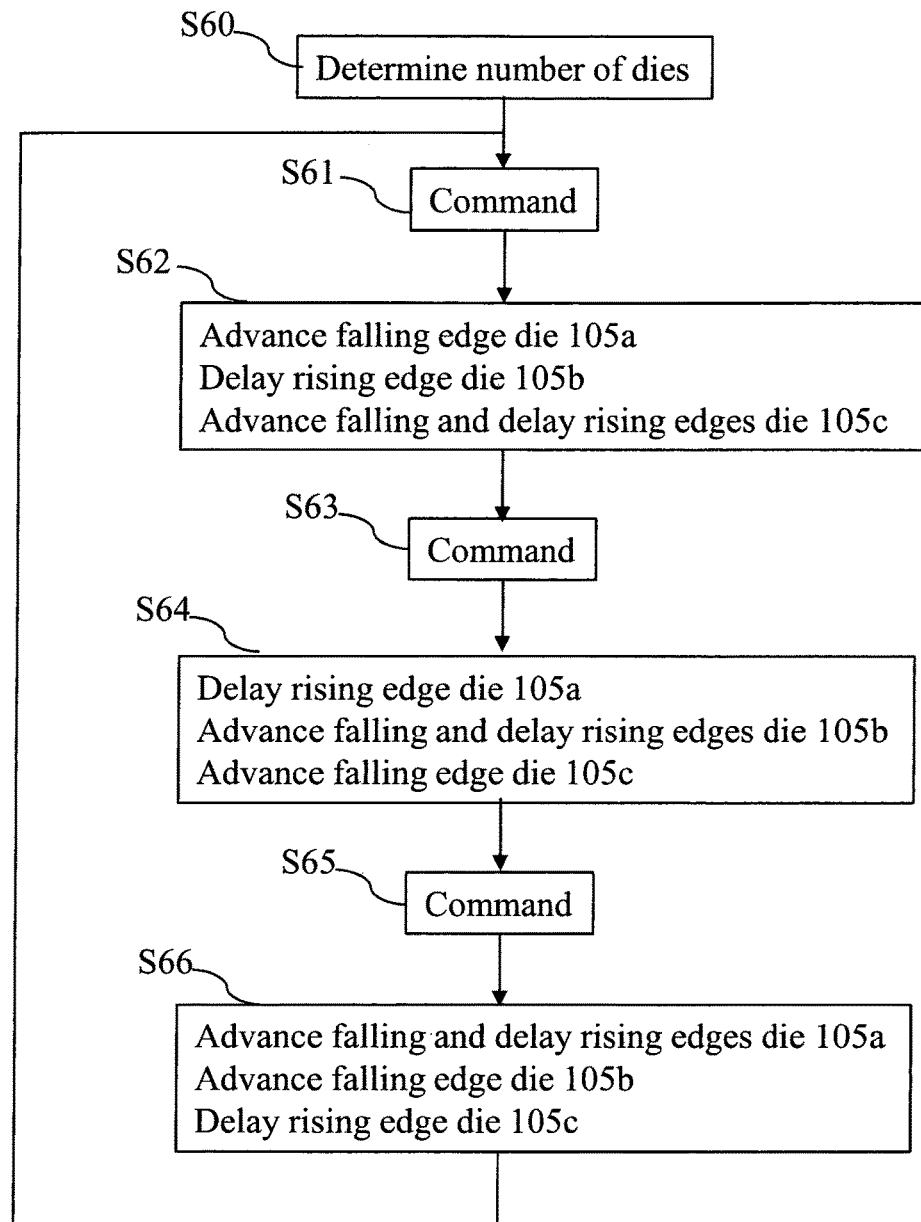 S60
Determine number of dies
S61
Command
S62
Advance falling edge die 105a
Delay rising edge die 105b
Advance falling and delay rising edges die 105c
S63
Command
S64
Delay rising edge die 105a
Advance falling and delay rising edges die 105b
Advance falling edge die 105c
S65
Command
S66
Advance falling and delay rising edges die 105a
Advance falling edge die 105b
Delay rising edge die 105c